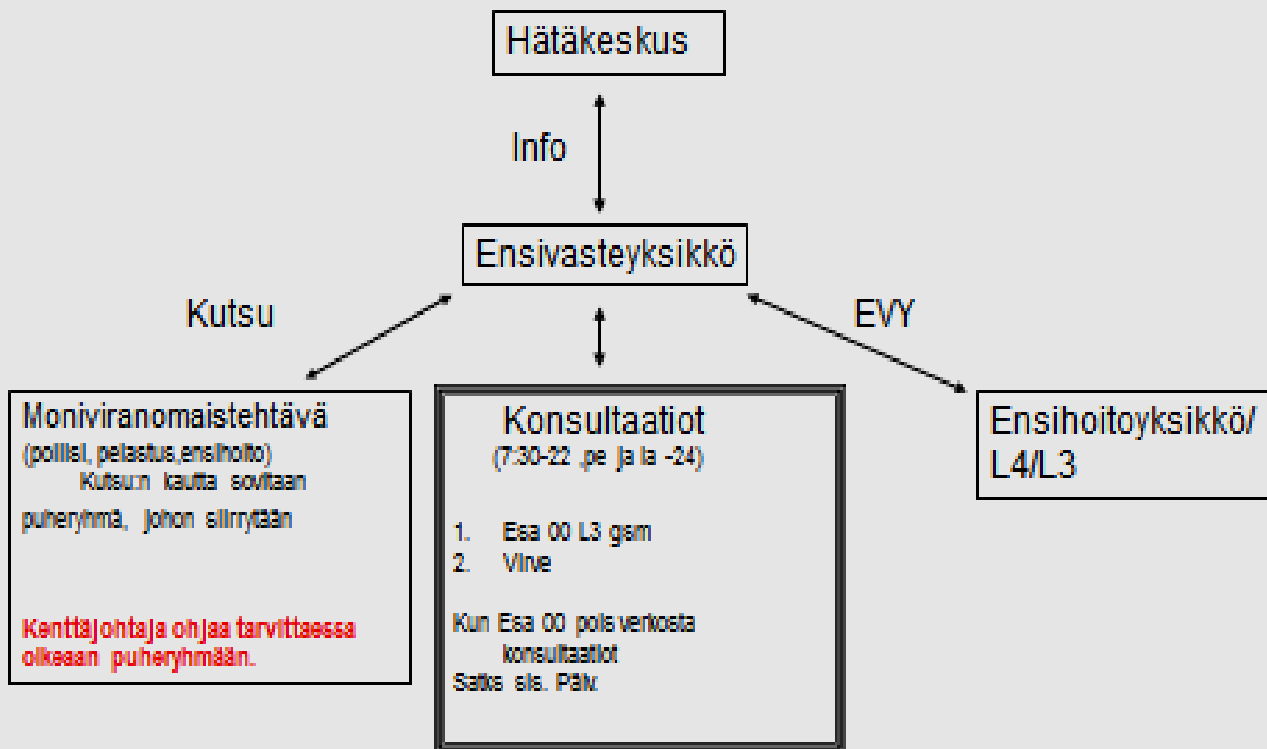 Hätäkeskus
Info
Ensivasteyksikkö
Kutsu
EVY
Moniviranomaistehtävä
(poliisi, pelastus,ensihoito)
Kutsu:n kautta sovitaan
puheryhmä, johon siirrytään
Kenttäjohtaja ohjaa tarvittaessa
oikeaan puheryhmään.
Konsultaatiot
(7:30-22 ,pe ja la -24)
1. Esa 00 L3 gsm
2. Virve
Kun Esa 00 pois verkosta
konsultaatiot
Satks sis. Päiv.
Ensihoitoyksikkö/
L4/L3